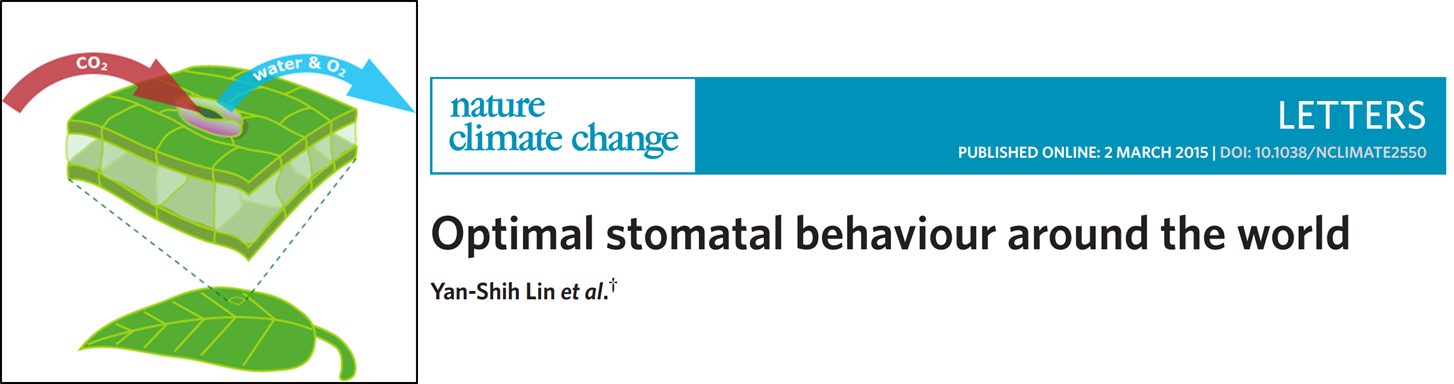 CO₂
water & O₂
nature
climate change
LETTERS
PUBLISHED ONLINE: 2 MARCH 2015 | DOI: 10.1038/NCLIMATE2550
Optimal stomatal behaviour around the world
Yan-Shih Lin et al.†